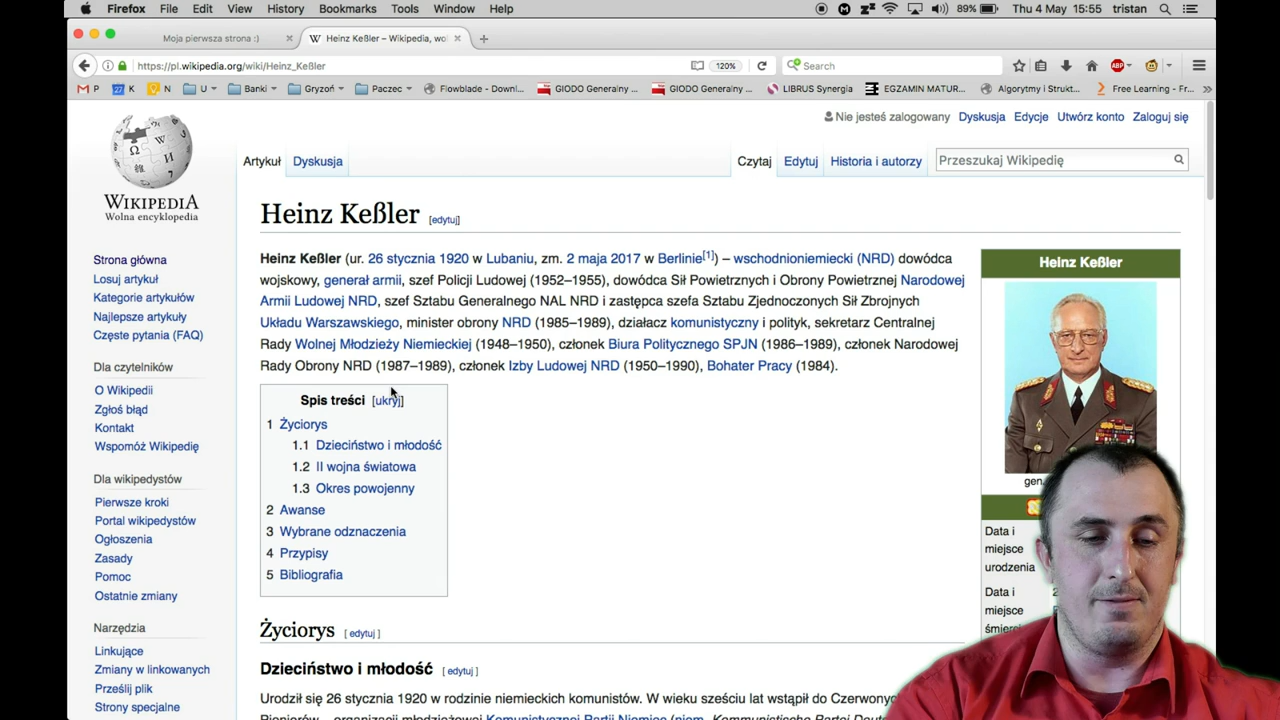 Firefox File Edit View History Bookmarks Tools Window Help 89% Thu 4 May 15:55 tristan
Moja pierwsza strona :) Heinz Keßler – Wikipedia, wo
https://pl.wikipedia.org/wiki/Heinz_Keßler 120% Search
P K N U Banki Gryzoń Paczec Flowblade - Downl... GIODO Generalny ... GIODO Generalny ... LIBRUS Synergia EGZAMIN MATUR... Algorytmy i Strukt... Free Learning - Fr...
Nie jesteś zalogowany Dyskusja Edycje Utwórz konto Zaloguj się
Artykuł Dyskusja Czytaj Edytuj Historia i autorzy Przeszukaj Wikipedię
WIKIPEDIA
Wolna encyklopedia
Strona główna
Losuj artykuł
Kategorie artykułów
Najlepsze artykuły
Częste pytania (FAQ)
Dla czytelników
O Wikipedii
Zgłoś błąd
Kontakt
Wspomóż Wikipedię
Dla wikipedystów
Pierwsze kroki
Portal wikipedystów
Ogłoszenia
Zasady
Pomoc
Ostatnie zmiany
Narzędzia
Linkujące
Zmiany w linkowanych
Prześlij plik
Strony specjalne
Heinz Keßler [edytuj]
Heinz Keßler (ur. 26 stycznia 1920 w Lubaniu, zm. 2 maja 2017 w Berlinie[1]) – wschodnioniemiecki (NRD) dowódca
wojskowy, generał armii, szef Policji Ludowej (1952–1955), dowódca Sił Powietrznych i Obrony Powietrznej Narodowej
Armii Ludowej NRD, szef Sztabu Generalnego NAL NRD i zastępca szefa Sztabu Zjednoczonych Sił Zbrojnych
Układu Warszawskiego, minister obrony NRD (1985–1989), działacz komunistyczny i polityk, sekretarz Centralnej
Rady Wolnej Młodzieży Niemieckiej (1948–1950), członek Biura Politycznego SPJN (1986–1989), członek Narodowej
Rady Obrony NRD (1987–1989), członek Izby Ludowej NRD (1950–1990), Bohater Pracy (1984).
Spis treści [ukryj]
1 Życiorys
1.1 Dzieciństwo i młodość
1.2 II wojna światowa
1.3 Okres powojenny
2 Awanse
3 Wybrane odznaczenia
4 Przypisy
5 Bibliografia
Życiorys [ edytuj ]
Dzieciństwo i młodość [ edytuj ]
Urodził się 26 stycznia 1920 w rodzinie niemieckich komunistów. W wieku sześciu lat wstąpił do Czerwony
Pionierów – organizacji młodzieżowej Komunistycznej Partii Niemiec (niem. Kommunistische Partei Deut
Heinz Keßler
gen.
Data i
miejsce
urodzenia
Data i
miejsce
śmierci